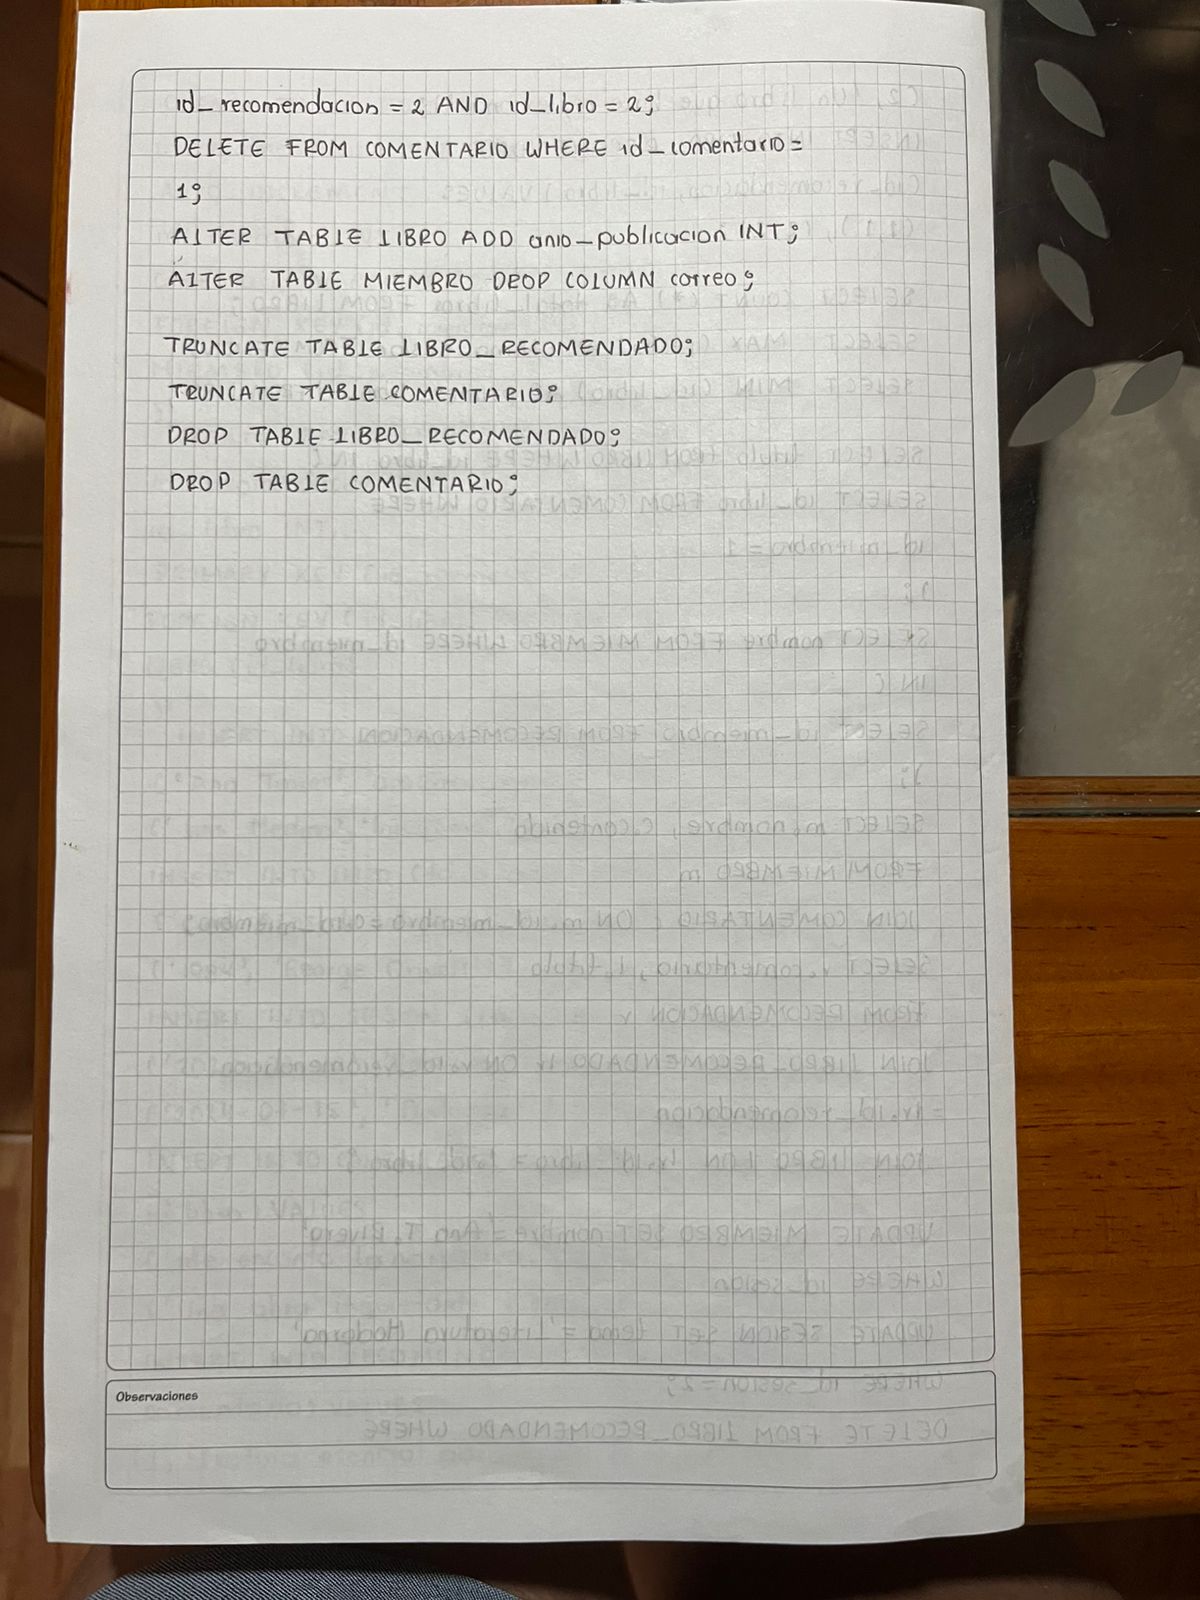 id_recomendacion = 2 AND id_libro = 2;
DELETE FROM COMENTARIO WHERE id_comentario =
1;
ALTER TABLE LIBRO ADD anio_publicacion INT;
ALTER TABLE MIEMBRO DROP COLUMN correo;
TRUNCATE TABLE LIBRO_RECOMENDADO;
TRUNCATE TABLE COMENTARIO;
DROP TABLE LIBRO_RECOMENDADO;
DROP TABLE COMENTARIO;
Observaciones